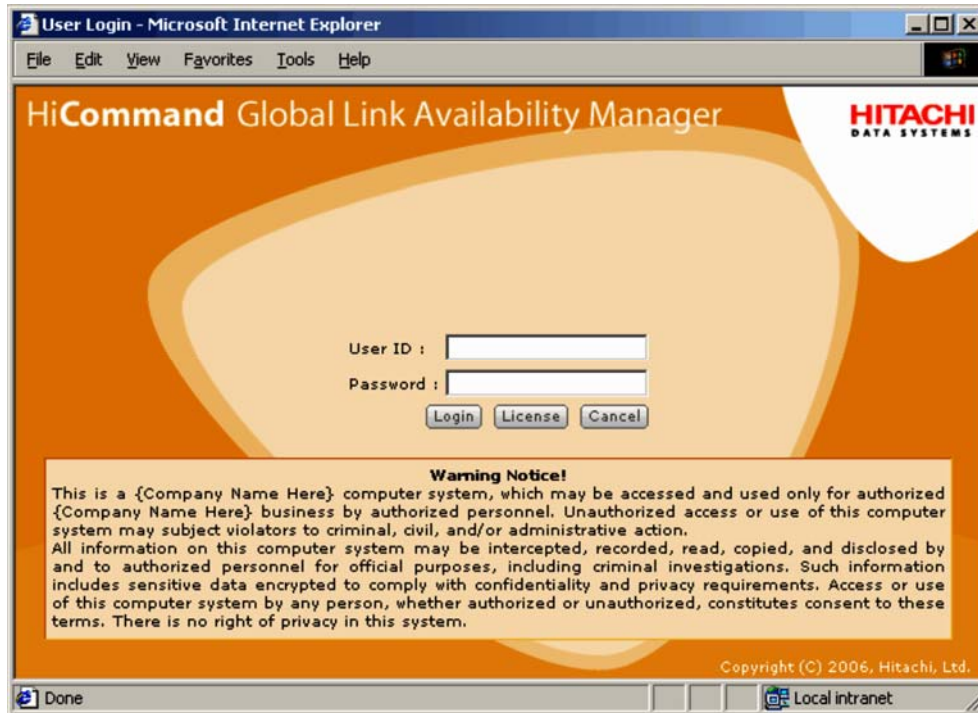 User Login - Microsoft Internet Explorer
File Edit View Favorites Tools Help
HiCommand Global Link Availability Manager
HITACHI
DATA SYSTEMS
User ID :
Password :
Login License Cancel
Warning Notice!
This is a {Company Name Here} computer system, which may be accessed and used only for authorized
{Company Name Here} business by authorized personnel. Unauthorized access or use of this computer
system may subject violators to criminal, civil, and/or administrative action.
All information on this computer system may be intercepted, recorded, read, copied, and disclosed by
and to authorized personnel for official purposes, including criminal investigations. Such information
includes sensitive data encrypted to comply with confidentiality and privacy requirements. Access or use
of this computer system by any person, whether authorized or unauthorized, constitutes consent to these
terms. There is no right of privacy in this system.
Copyright (C) 2006, Hitachi, Ltd.
Done
Local intranet